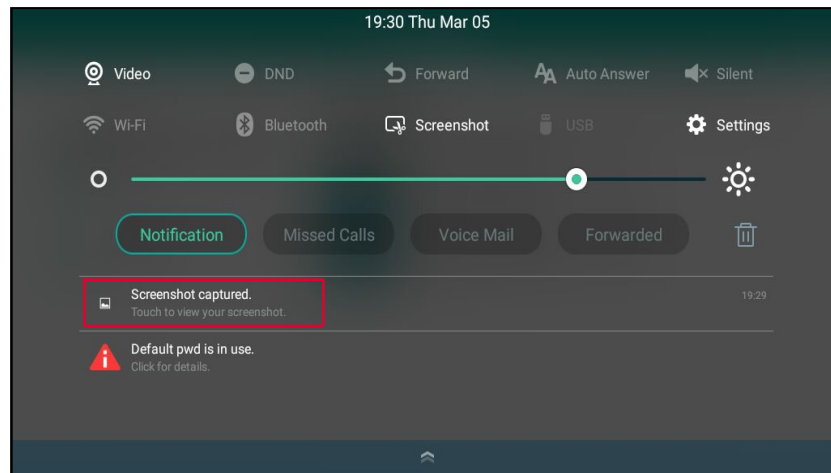 19:30 Thu Mar 05
Video DND Forward AA Auto Answer Silent
Wi-Fi Bluetooth Screenshot USB Settings
Notification Missed Calls Voice Mail Forwarded
Screenshot captured. 19:29
Touch to view your screenshot.
Default pwd is in use.
Click for details.